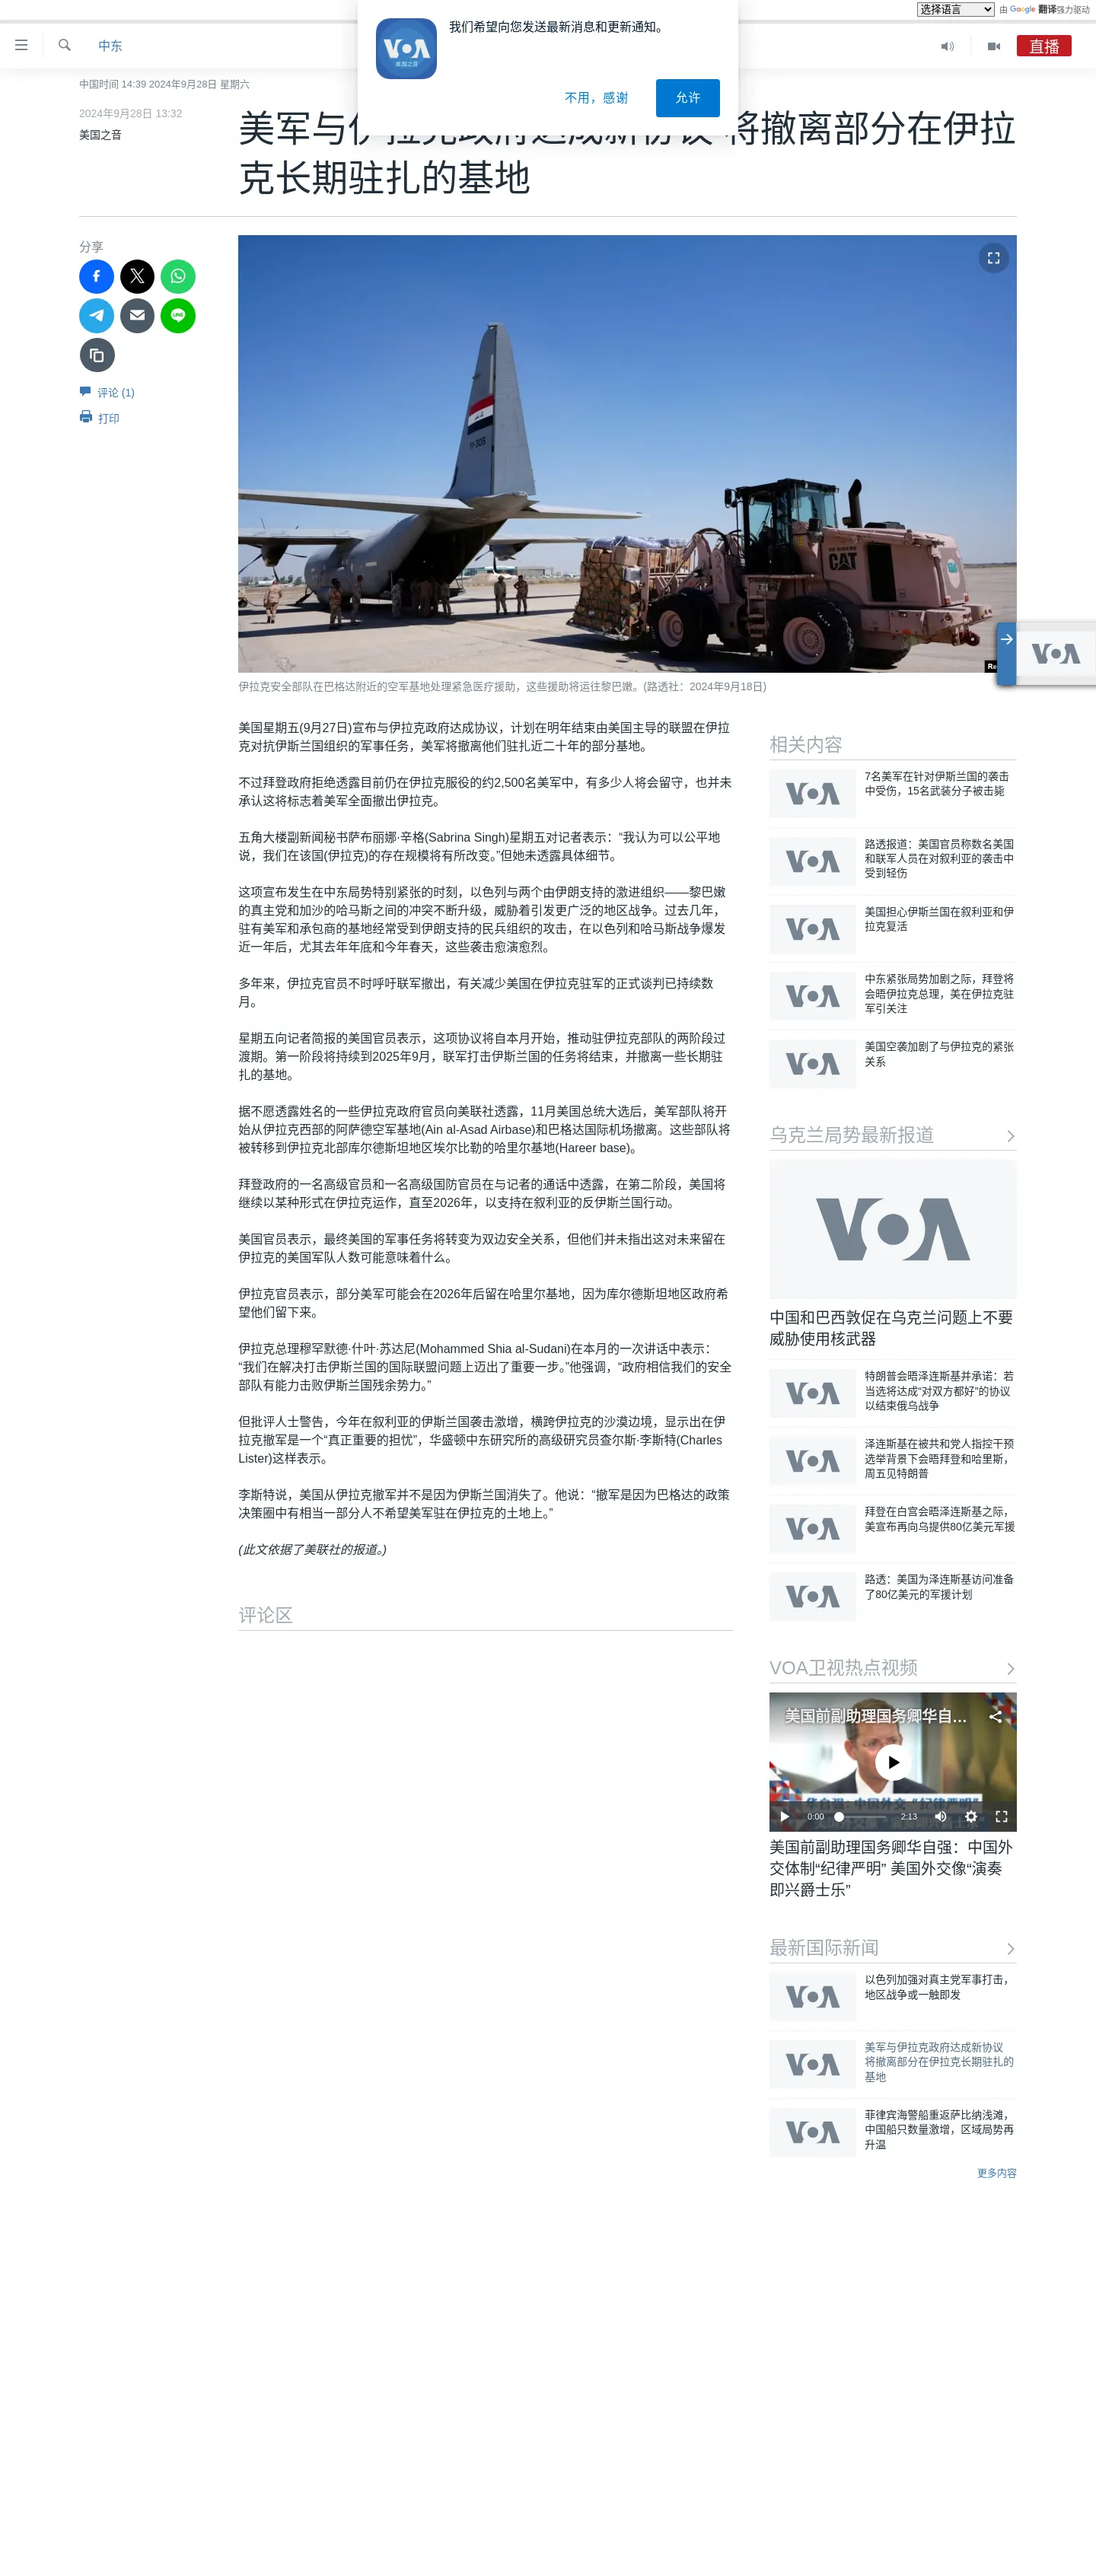 选择语言 由 Google 翻译强力驱动
我们希望向您发送最新消息和更新通知。
VOA
美国之音
不用，感谢
允许
中东
直播
中国时间 14:39 2024年9月28日 星期六
2024年9月28日 13:32
美国之音
美军与伊拉克政府达成新协议 将撤离部分在伊拉
克长期驻扎的基地
分享
评论 (1)
打印
YI-305
CAT
Re
VOA
伊拉克安全部队在巴格达附近的空军基地处理紧急医疗援助，这些援助将运往黎巴嫩。(路透社：2024年9月18日)
美国星期五(9月27日)宣布与伊拉克政府达成协议，计划在明年结束由美国主导的联盟在伊拉
克对抗伊斯兰国组织的军事任务，美军将撤离他们驻扎近二十年的部分基地。
不过拜登政府拒绝透露目前仍在伊拉克服役的约2,500名美军中，有多少人将会留守，也并未
承认这将标志着美军全面撤出伊拉克。
五角大楼副新闻秘书萨布丽娜·辛格(Sabrina Singh)星期五对记者表示：“我认为可以公平地
说，我们在该国(伊拉克)的存在规模将有所改变。”但她未透露具体细节。
这项宣布发生在中东局势特别紧张的时刻，以色列与两个由伊朗支持的激进组织——黎巴嫩
的真主党和加沙的哈马斯之间的冲突不断升级，威胁着引发更广泛的地区战争。过去几年，
驻有美军和承包商的基地经常受到伊朗支持的民兵组织的攻击，在以色列和哈马斯战争爆发
近一年后，尤其去年年底和今年春天，这些袭击愈演愈烈。
多年来，伊拉克官员不时呼吁联军撤出，有关减少美国在伊拉克驻军的正式谈判已持续数
月。
星期五向记者简报的美国官员表示，这项协议将自本月开始，推动驻伊拉克部队的两阶段过
渡期。第一阶段将持续到2025年9月，联军打击伊斯兰国的任务将结束，并撤离一些长期驻
扎的基地。
据不愿透露姓名的一些伊拉克政府官员向美联社透露，11月美国总统大选后，美军部队将开
始从伊拉克西部的阿萨德空军基地(Ain al-Asad Airbase)和巴格达国际机场撤离。这些部队将
被转移到伊拉克北部库尔德斯坦地区埃尔比勒的哈里尔基地(Hareer base)。
拜登政府的一名高级官员和一名高级国防官员在与记者的通话中透露，在第二阶段，美国将
继续以某种形式在伊拉克运作，直至2026年，以支持在叙利亚的反伊斯兰国行动。
美国官员表示，最终美国的军事任务将转变为双边安全关系，但他们并未指出这对未来留在
伊拉克的美国军队人数可能意味着什么。
伊拉克官员表示，部分美军可能会在2026年后留在哈里尔基地，因为库尔德斯坦地区政府希
望他们留下来。
伊拉克总理穆罕默德·什叶·苏达尼(Mohammed Shia al-Sudani)在本月的一次讲话中表示：
“我们在解决打击伊斯兰国的国际联盟问题上迈出了重要一步。”他强调，“政府相信我们的安全
部队有能力击败伊斯兰国残余势力。”
但批评人士警告，今年在叙利亚的伊斯兰国袭击激增，横跨伊拉克的沙漠边境，显示出在伊
拉克撤军是一个“真正重要的担忧”，华盛顿中东研究所的高级研究员查尔斯·李斯特(Charles
Lister)这样表示。
李斯特说，美国从伊拉克撤军并不是因为伊斯兰国消失了。他说：“撤军是因为巴格达的政策
决策圈中有相当一部分人不希望美军驻在伊拉克的土地上。”
(此文依据了美联社的报道。)
评论区
相关内容
VOA
7名美军在针对伊斯兰国的袭击
中受伤，15名武装分子被击毙
VOA
路透报道：美国官员称数名美国
和联军人员在对叙利亚的袭击中
受到轻伤
VOA
美国担心伊斯兰国在叙利亚和伊
拉克复活
VOA
中东紧张局势加剧之际，拜登将
会晤伊拉克总理，美在伊拉克驻
军引关注
VOA
美国空袭加剧了与伊拉克的紧张
关系
乌克兰局势最新报道
VOA
中国和巴西敦促在乌克兰问题上不要
威胁使用核武器
VOA
特朗普会晤泽连斯基并承诺：若
当选将达成“对双方都好”的协议
以结束俄乌战争
VOA
泽连斯基在被共和党人指控干预
选举背景下会晤拜登和哈里斯，
周五见特朗普
VOA
拜登在白宫会晤泽连斯基之际，
美宣布再向乌提供80亿美元军援
VOA
路透：美国为泽连斯基访问准备
了80亿美元的军援计划
VOA卫视热点视频
美国前副助理国务卿华自...
0:00
2:13
美国前副助理国务卿华自强：中国外
交体制“纪律严明” 美国外交像“演奏
即兴爵士乐”
最新国际新闻
VOA
以色列加强对真主党军事打击，
地区战争或一触即发
VOA
美军与伊拉克政府达成新协议
将撤离部分在伊拉克长期驻扎的
基地
VOA
菲律宾海警船重返萨比纳浅滩，
中国船只数量激增，区域局势再
升温
更多内容